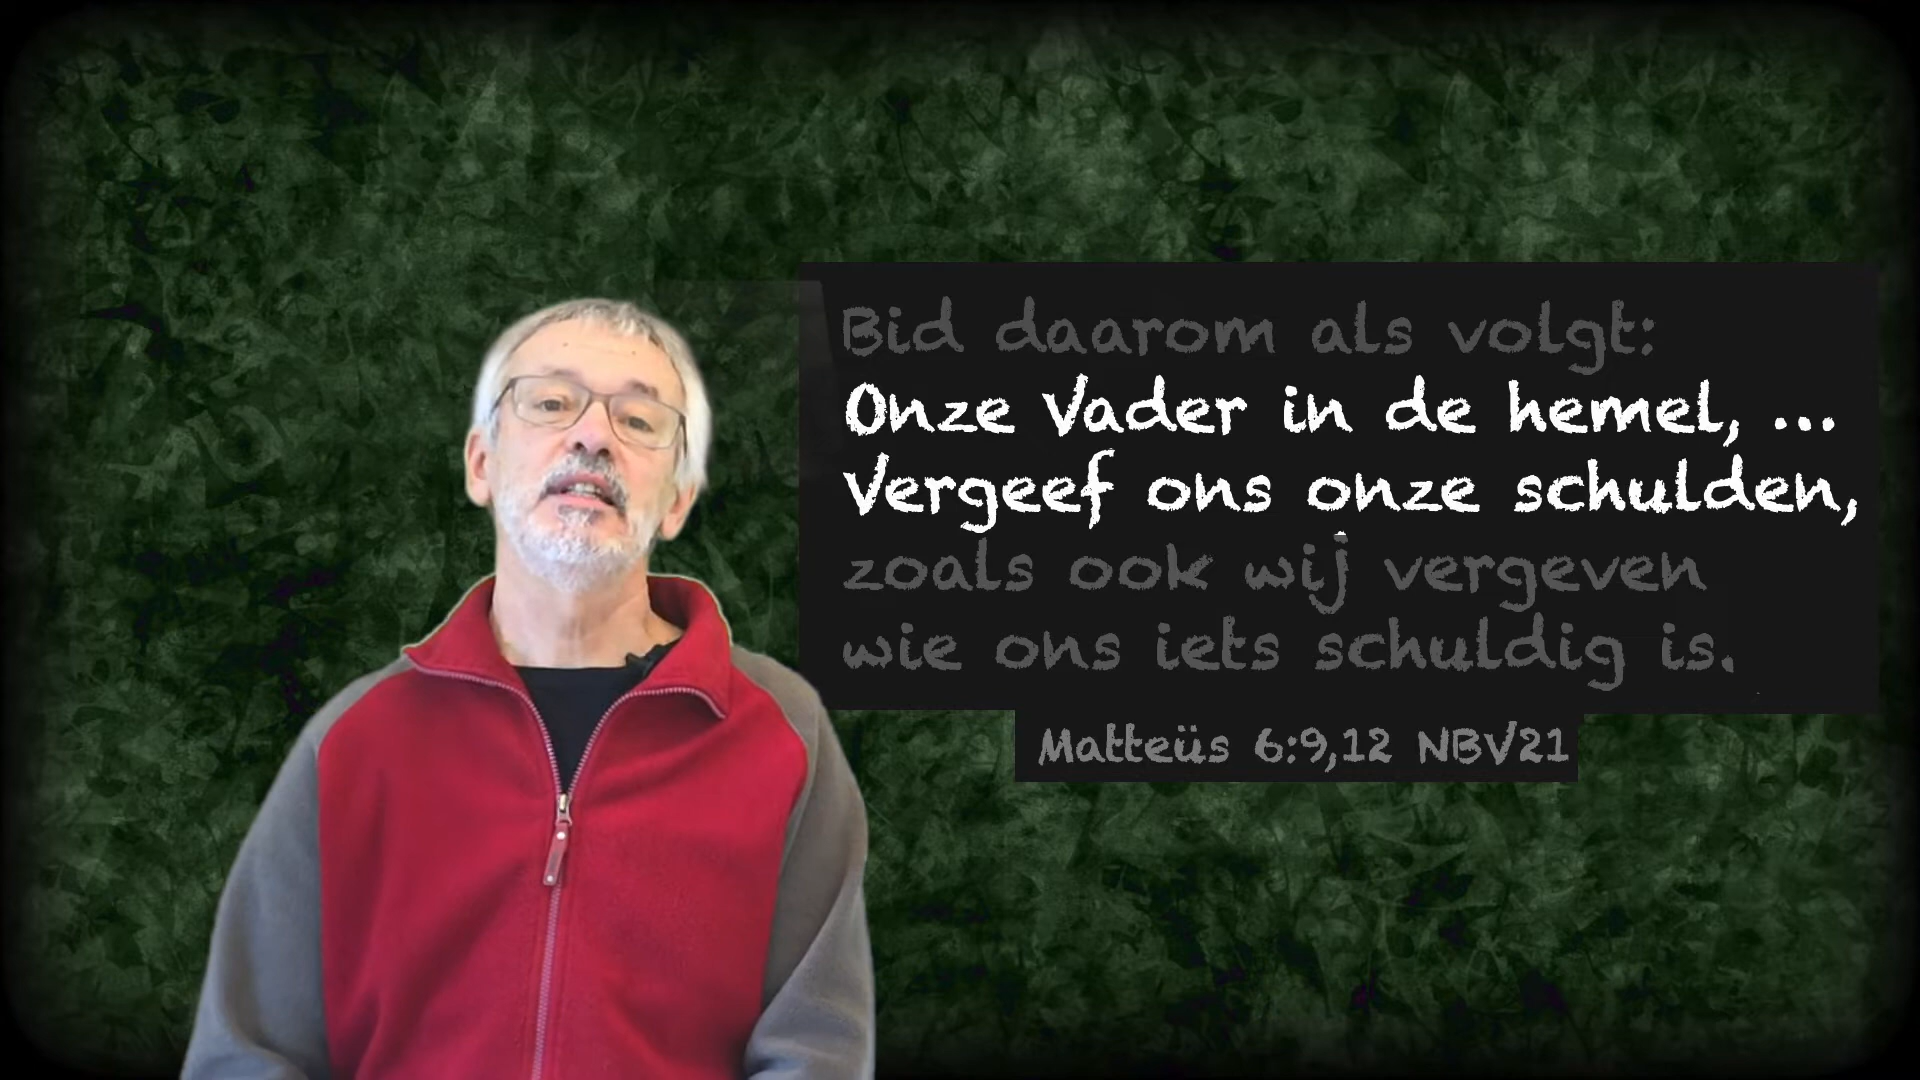 Bid daarom als volgt:
Onze Vader in de hemel, ...
Vergeef ons onze schulden,
zoals ook wij vergeven
wie ons iets schuldig is.
Matteüs 6:9,12 NBV21